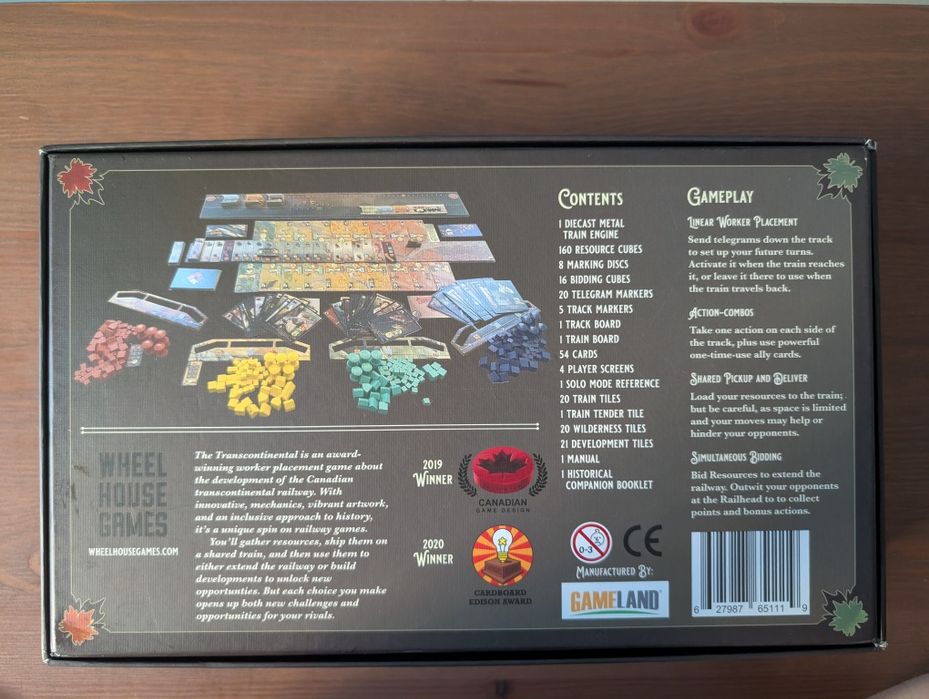 CONTENTS
1 DIECAST METAL
TRAIN ENGINE
160 RESOURCE CUBES
8 MARKING DISCS
16 BIDDING CUBES
20 TELEGRAM MARKERS
5 TRACK MARKERS
1 TRACK BOARD
1 TRAIN BOARD
54 CARDS
4 PLAYER SCREENS
1 SOLO MODE REFERENCE
20 TRAIN TILES
1 TRAIN TENDER TILE
20 WILDERNESS TILES
21 DEVELOPMENT TILES
1 MANUAL
1 HISTORICAL
COMPANION BOOKLET
GAMEPLAY
LINEAR WORKER PLACEMENT
Send telegrams down the track
to set up your future turns.
Activate it when the train reaches
it, or leave it there to use when
the train travels back.
ACTION-COMBOS
Take one action on each side of
the track, plus use powerful
one-time-use ally cards.
SHARED PICKUP AND DELIVER
Load your resources to the train;
but be careful, as space is limited
and your moves may help or
hinder your opponents.
SIMULTANEOUS BIDDING
Bid Resources to extend the
railway. Outwit your opponents
at the Railhead to to collect
points and bonus actions.
WHEEL
HOUSE
GAMES
WHEELHOUSEGAMES.COM
The Transcontinental is an award-
winning worker placement game about
the development of the Canadian
transcontinental railway. With
innovative, mechanics, vibrant artwork,
and an inclusive approach to history,
it's a unique spin on railway games.
You'll gather resources, ship them on
a shared train, and then use them to
either extend the railway or build
developments to unlock new
opportunties. But each choice you make
opens up both new challenges and
opportunities for your rivals.
2019
WINNER
CANADIAN
GAME DESIGN
2020
WINNER
CARDBOARD
EDISON AWARD
0-3
CE
MANUFACTURED BY:
GAMELAND
6 27987 65111 9